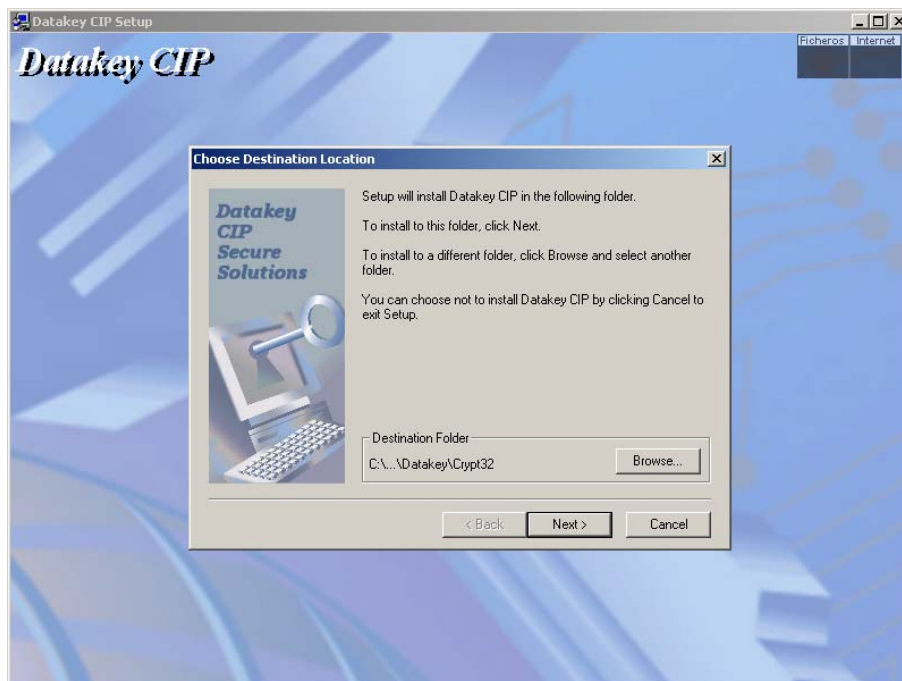 Datakey CIP Setup
Ficheros Internet
Datakey CIP
Choose Destination Location
Datakey
CIP
Secure
Solutions
Setup will install Datakey CIP in the following folder.
To install to this folder, click Next.
To install to a different folder, click Browse and select another
folder.
You can choose not to install Datakey CIP by clicking Cancel to
exit Setup.
Destination Folder
C:\...\Datakey\Crypt32
Browse...
< Back
Next >
Cancel